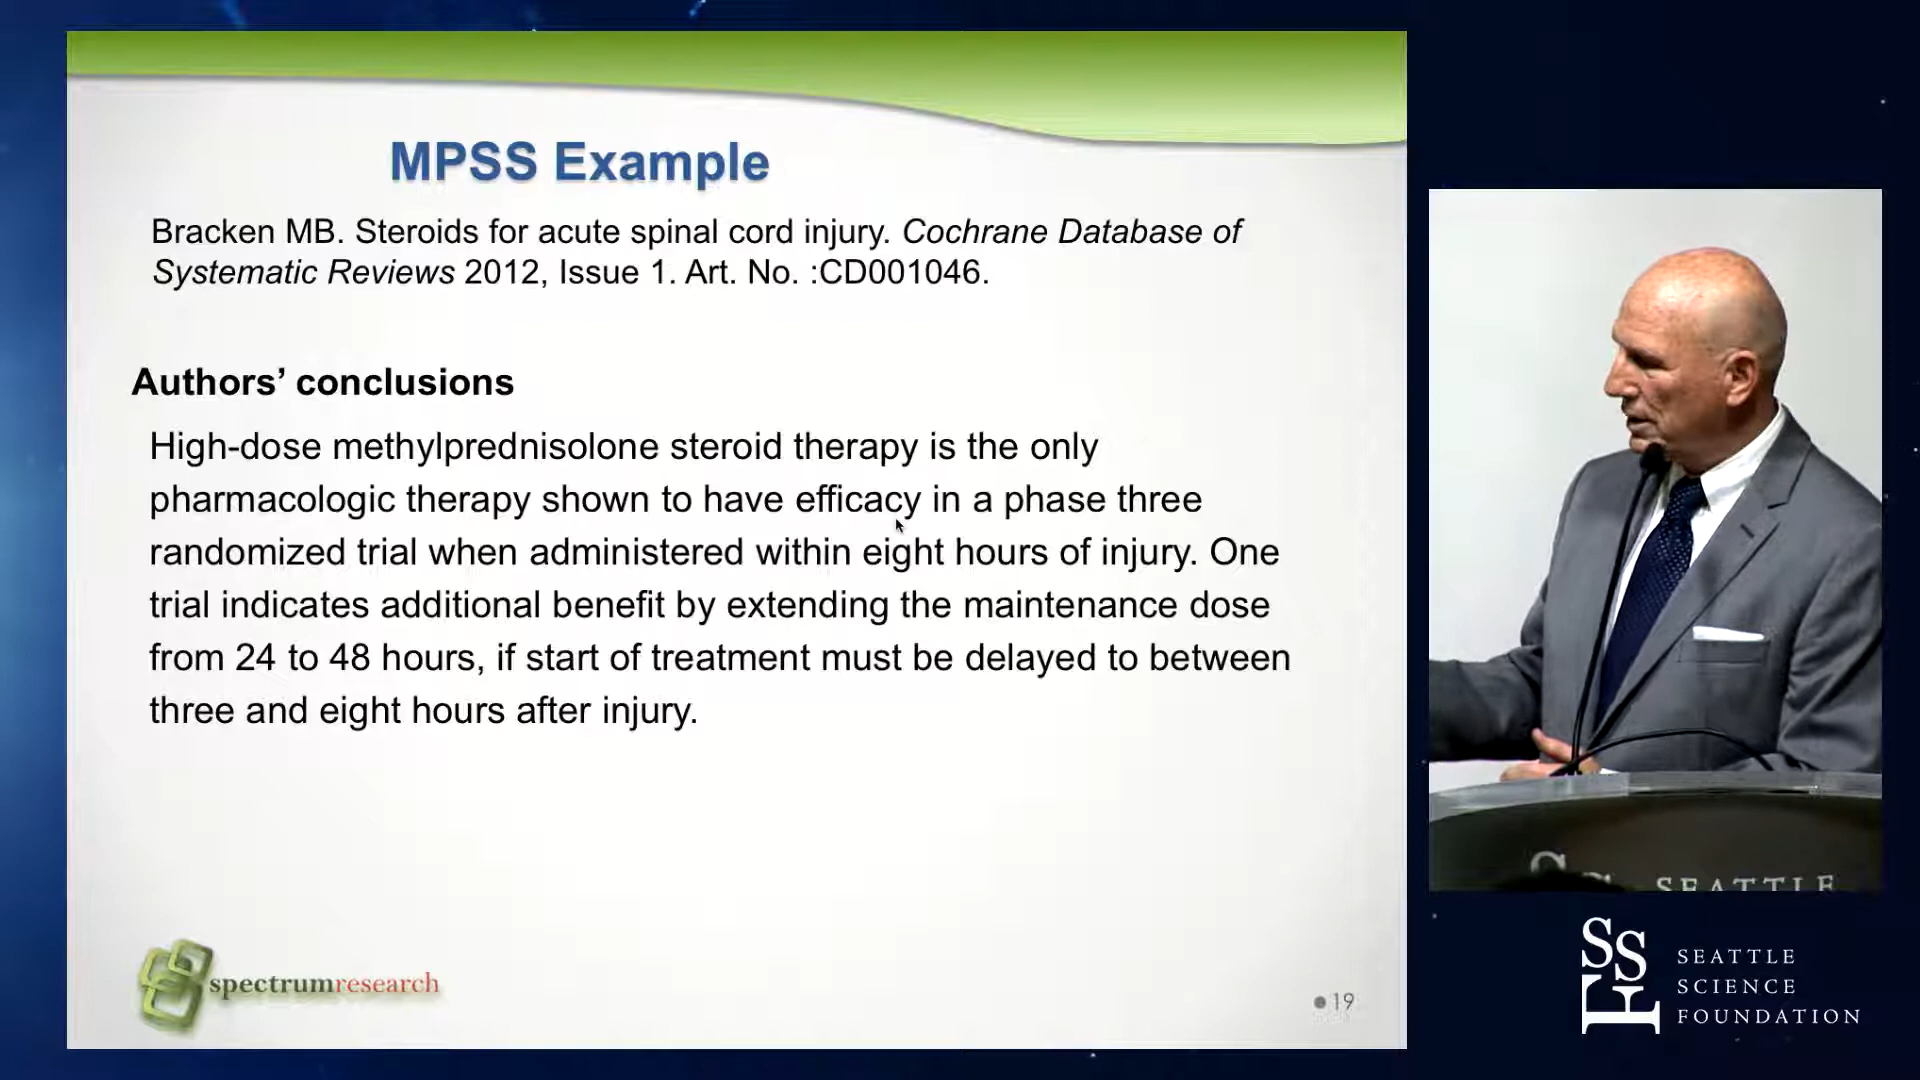 MPSS Example
Bracken MB. Steroids for acute spinal cord injury. Cochrane Database of
Systematic Reviews 2012, Issue 1. Art. No. :CD001046.
Authors’ conclusions
High-dose methylprednisolone steroid therapy is the only
pharmacologic therapy shown to have efficacy in a phase three
randomized trial when administered within eight hours of injury. One
trial indicates additional benefit by extending the maintenance dose
from 24 to 48 hours, if start of treatment must be delayed to between
three and eight hours after injury.
spectrumresearch
19
SEATTLE
SSF
SEATTLE
SCIENCE
FOUNDATION